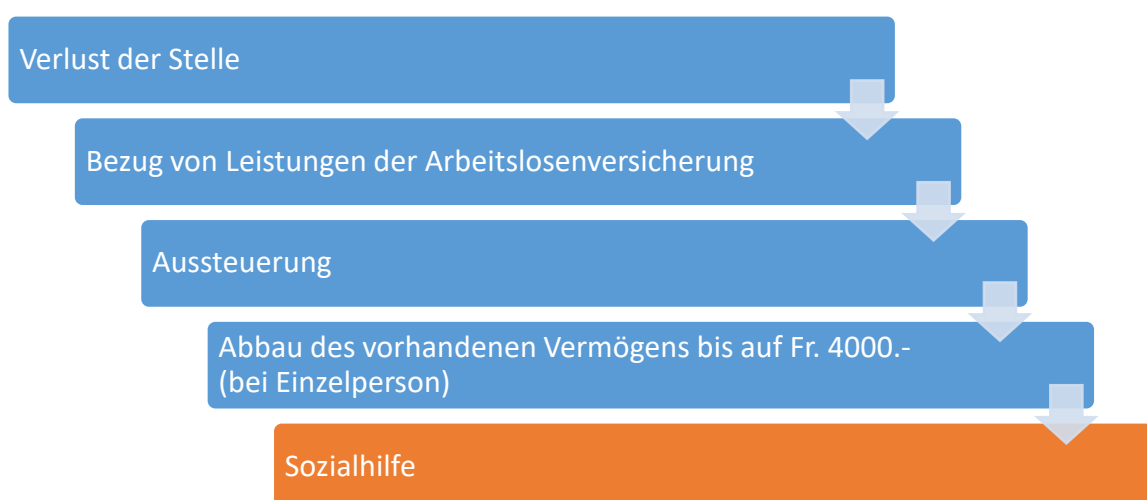 Verlust der Stelle
Bezug von Leistungen der Arbeitslosenversicherung
Aussteuerung
Abbau des vorhandenen Vermögens bis auf Fr. 4000.-
(bei Einzelperson)
Sozialhilfe